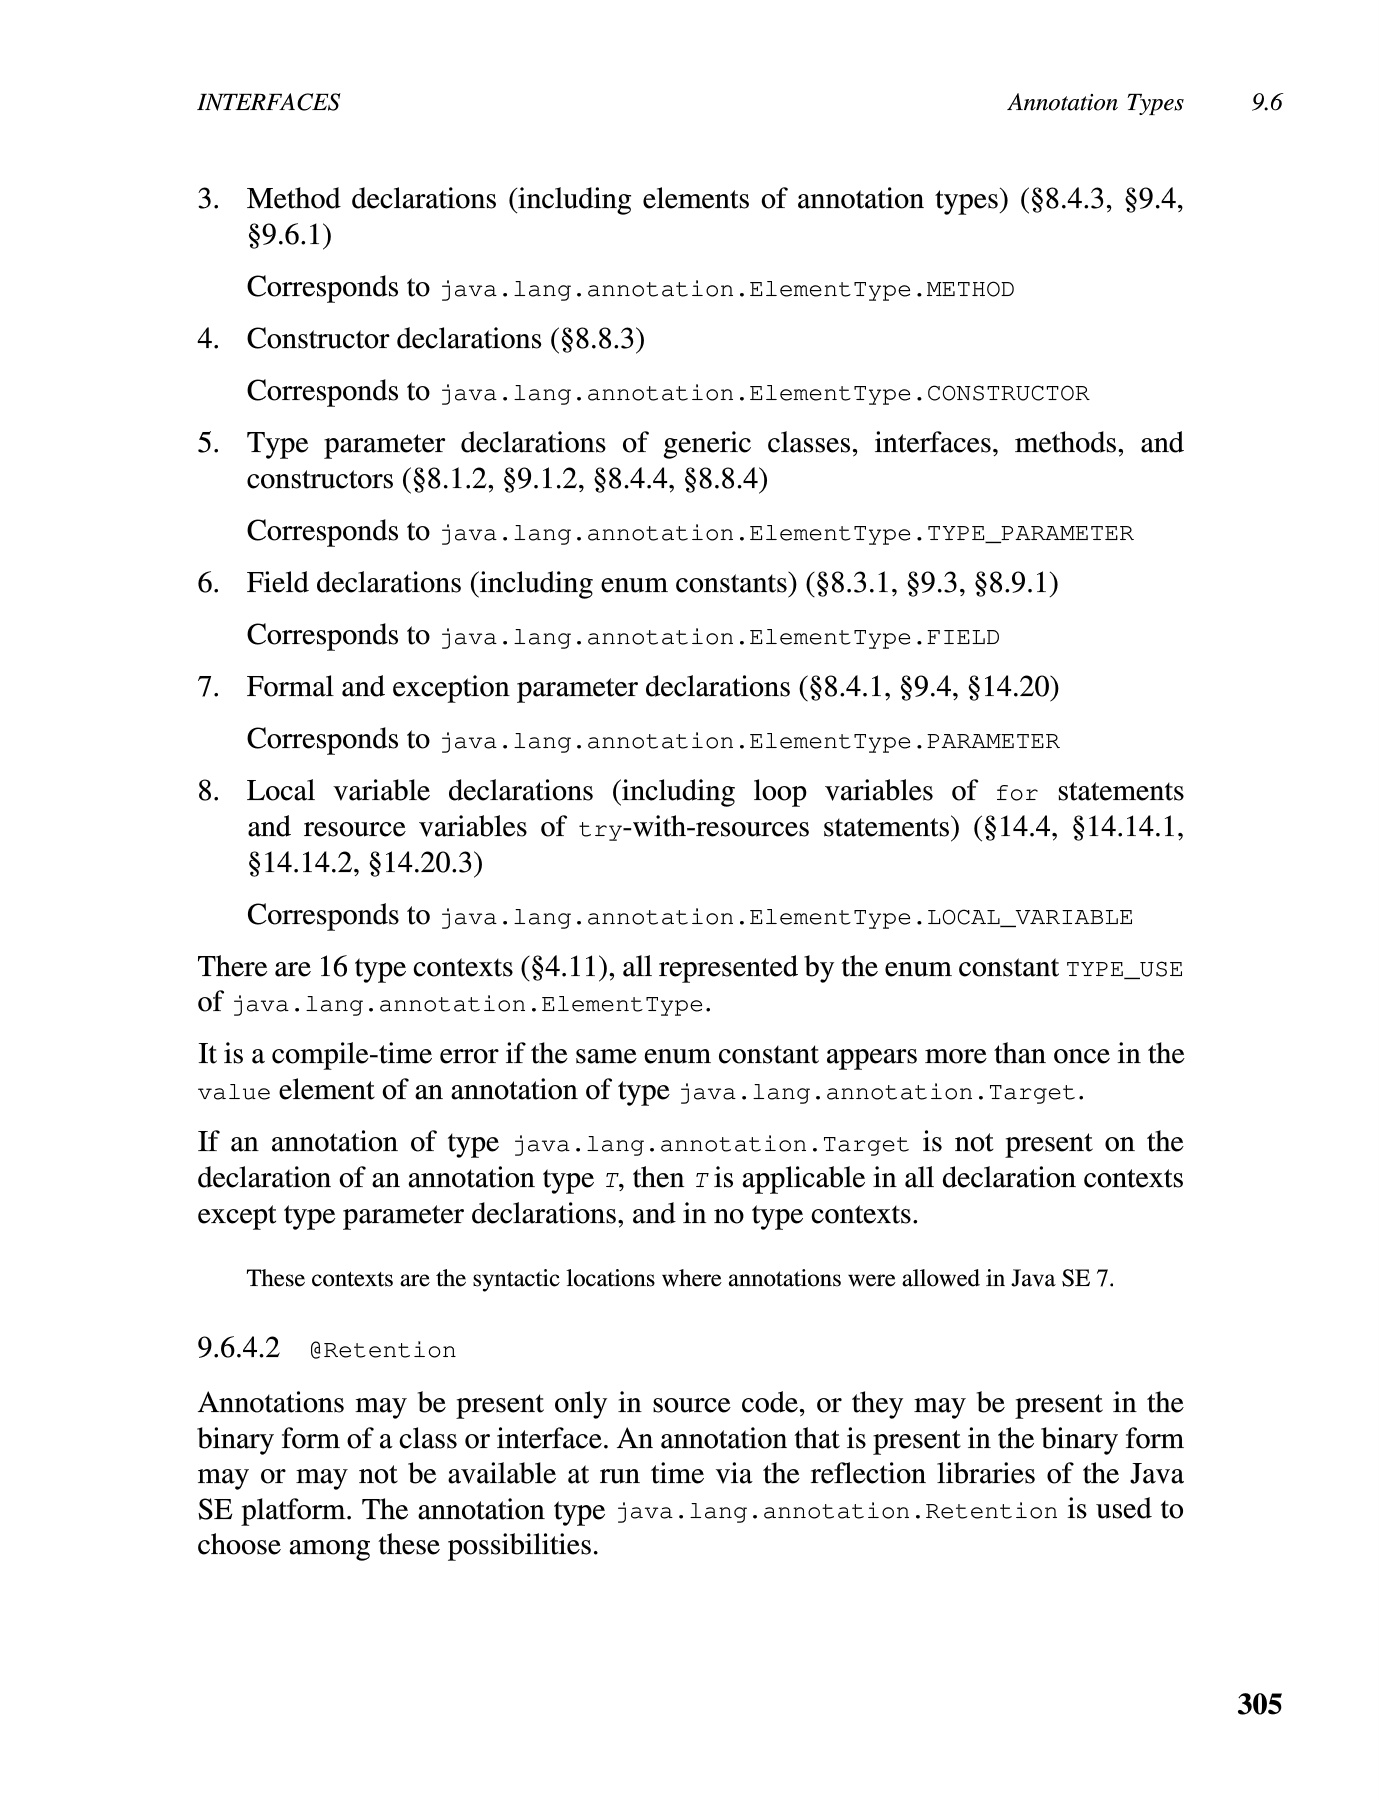 INTERFACES Annotation Types 9.6
3. Method declarations (including elements of annotation types) (§8.4.3, §9.4,
§9.6.1)
Corresponds to java.lang.annotation.ElementType.METHOD
4. Constructor declarations (§8.8.3)
Corresponds to java.lang.annotation.ElementType.CONSTRUCTOR
5. Type parameter declarations of generic classes, interfaces, methods, and
constructors (§8.1.2, §9.1.2, §8.4.4, §8.8.4)
Corresponds to java.lang.annotation.ElementType.TYPE_PARAMETER
6. Field declarations (including enum constants) (§8.3.1, §9.3, §8.9.1)
Corresponds to java.lang.annotation.ElementType.FIELD
7. Formal and exception parameter declarations (§8.4.1, §9.4, §14.20)
Corresponds to java.lang.annotation.ElementType.PARAMETER
8. Local variable declarations (including loop variables of for statements
and resource variables of try-with-resources statements) (§14.4, §14.14.1,
§14.14.2, §14.20.3)
Corresponds to java.lang.annotation.ElementType.LOCAL_VARIABLE
There are 16 type contexts (§4.11), all represented by the enum constant TYPE_USE
of java.lang.annotation.ElementType.
It is a compile-time error if the same enum constant appears more than once in the
value element of an annotation of type java.lang.annotation.Target.
If an annotation of type java.lang.annotation.Target is not present on the
declaration of an annotation type T, then T is applicable in all declaration contexts
except type parameter declarations, and in no type contexts.
These contexts are the syntactic locations where annotations were allowed in Java SE 7.
9.6.4.2 @Retention
Annotations may be present only in source code, or they may be present in the
binary form of a class or interface. An annotation that is present in the binary form
may or may not be available at run time via the reflection libraries of the Java
SE platform. The annotation type java.lang.annotation.Retention is used to
choose among these possibilities.
305